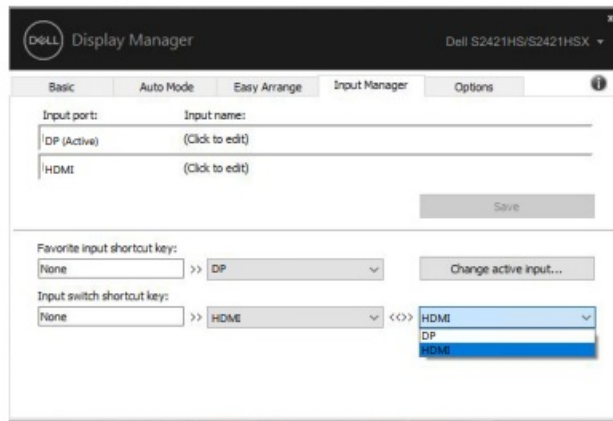 DELL Display Manager Dell S2421HS/S2421HSX
Basic Auto Mode Easy Arrange Input Manager Options
Input port: Input name:
DP (Active) (Click to edit)
HDMI (Click to edit)
Save
Favorite input shortcut key:
None >> DP Change active input...
Input switch shortcut key:
None >> HDMI <<>> HDMI
DP
HDMI